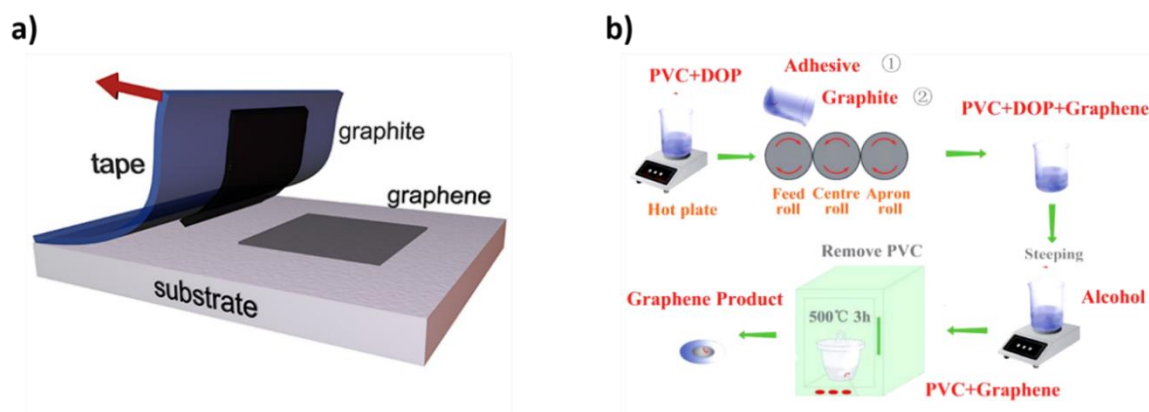 a)
tape
graphite
graphene
substrate
b)
PVC+DOP
Adhesive ①
Graphite ②
PVC+DOP+Graphene
Hot plate
Feed
roll
Centre
roll
Apron
roll
Steeping
Remove PVC
Graphene Product
500℃ 3h
Alcohol
PVC+Graphene